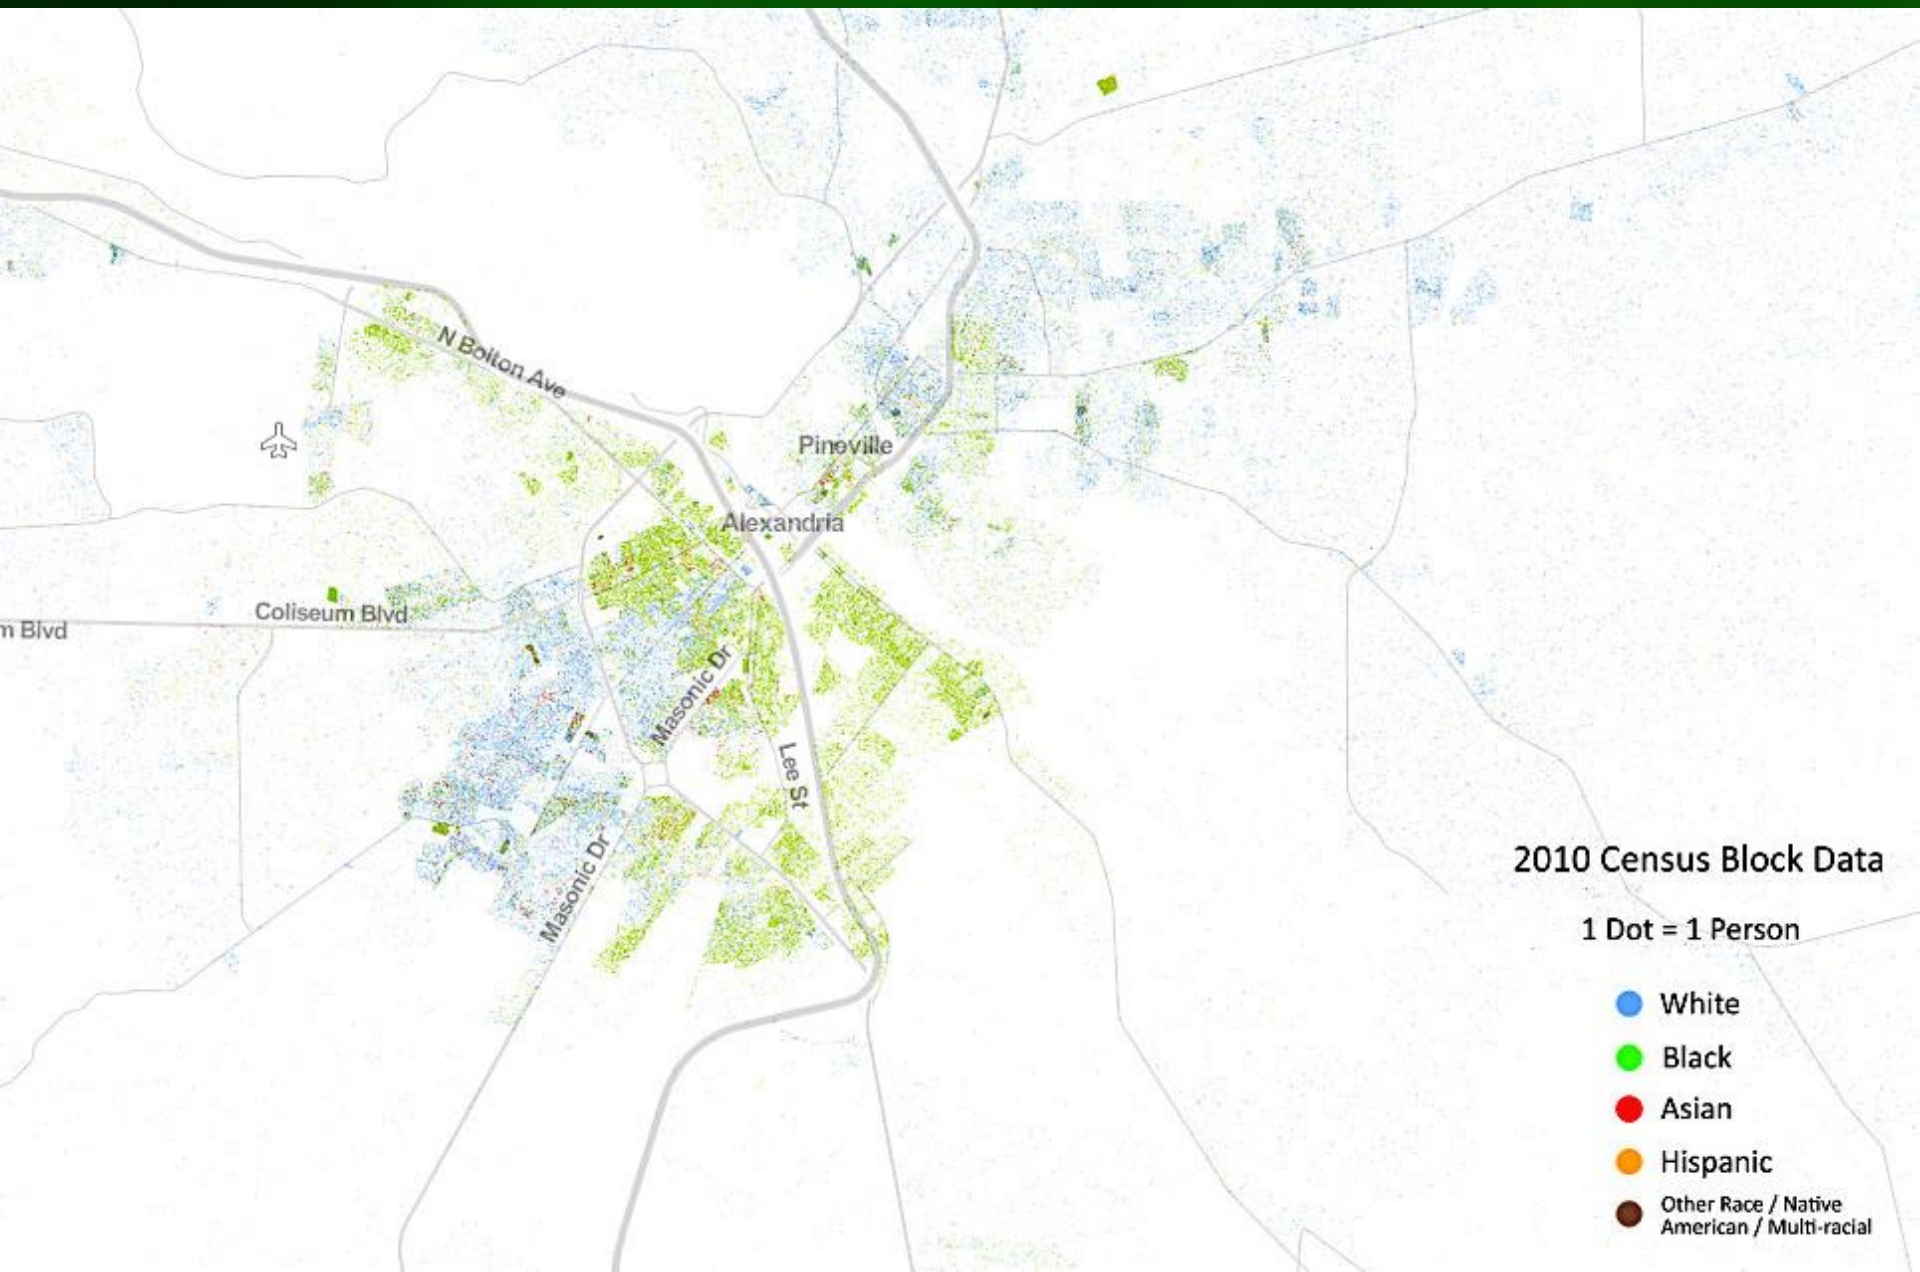 N Bolton Ave
Pineville
Alexandria
Coliseum Blvd
m Blvd
Masonic Dr
Lee St
Masonic Dr
2010 Census Block Data
1 Dot = 1 Person
White
Black
Asian
Hispanic
Other Race / Native
American / Multi-racial